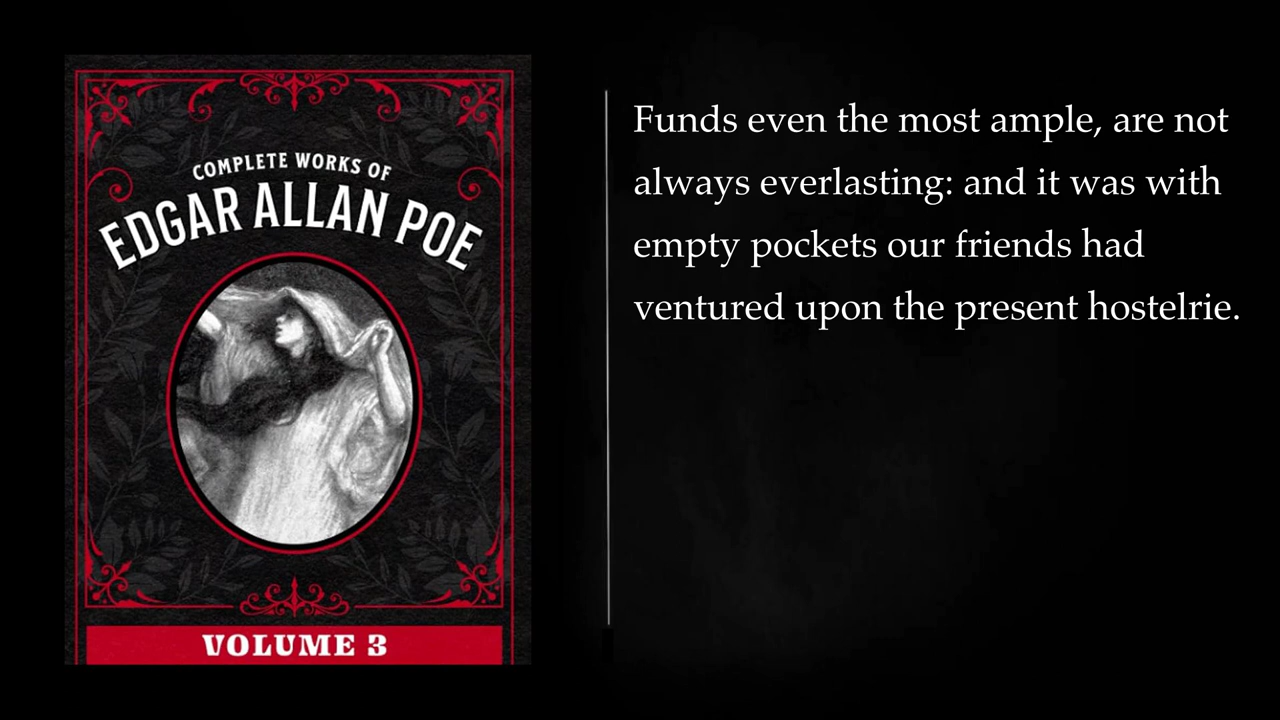 COMPLETE WORKS OF
EDGAR ALLAN POE
VOLUME 3
Funds even the most ample, are not
always everlasting: and it was with
empty pockets our friends had
ventured upon the present hostelrie.